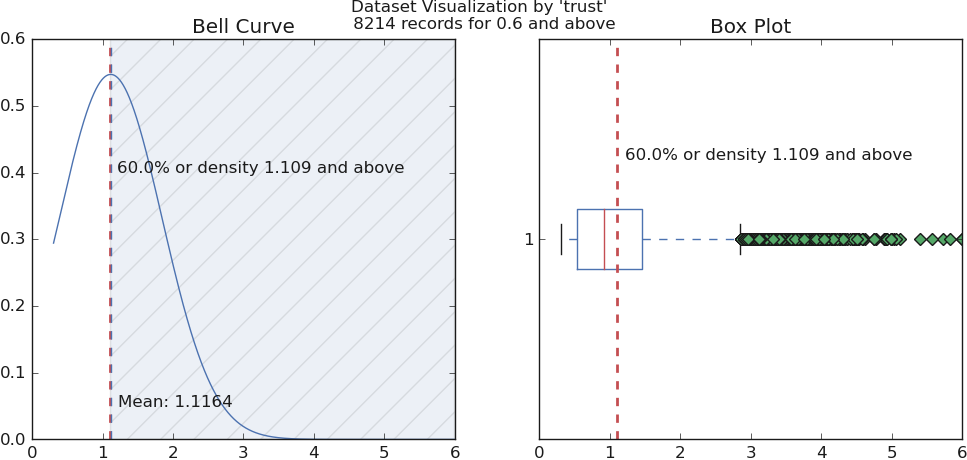 Dataset Visualization by 'trust'
8214 records for 0.6 and above
Bell Curve
0.6
0.5
0.4
0.3
0.2
0.1
0.0
60.0% or density 1.109 and above
Mean: 1.1164
0 1 2 3 4 5 6
Box Plot
60.0% or density 1.109 and above
1
0 1 2 3 4 5 6